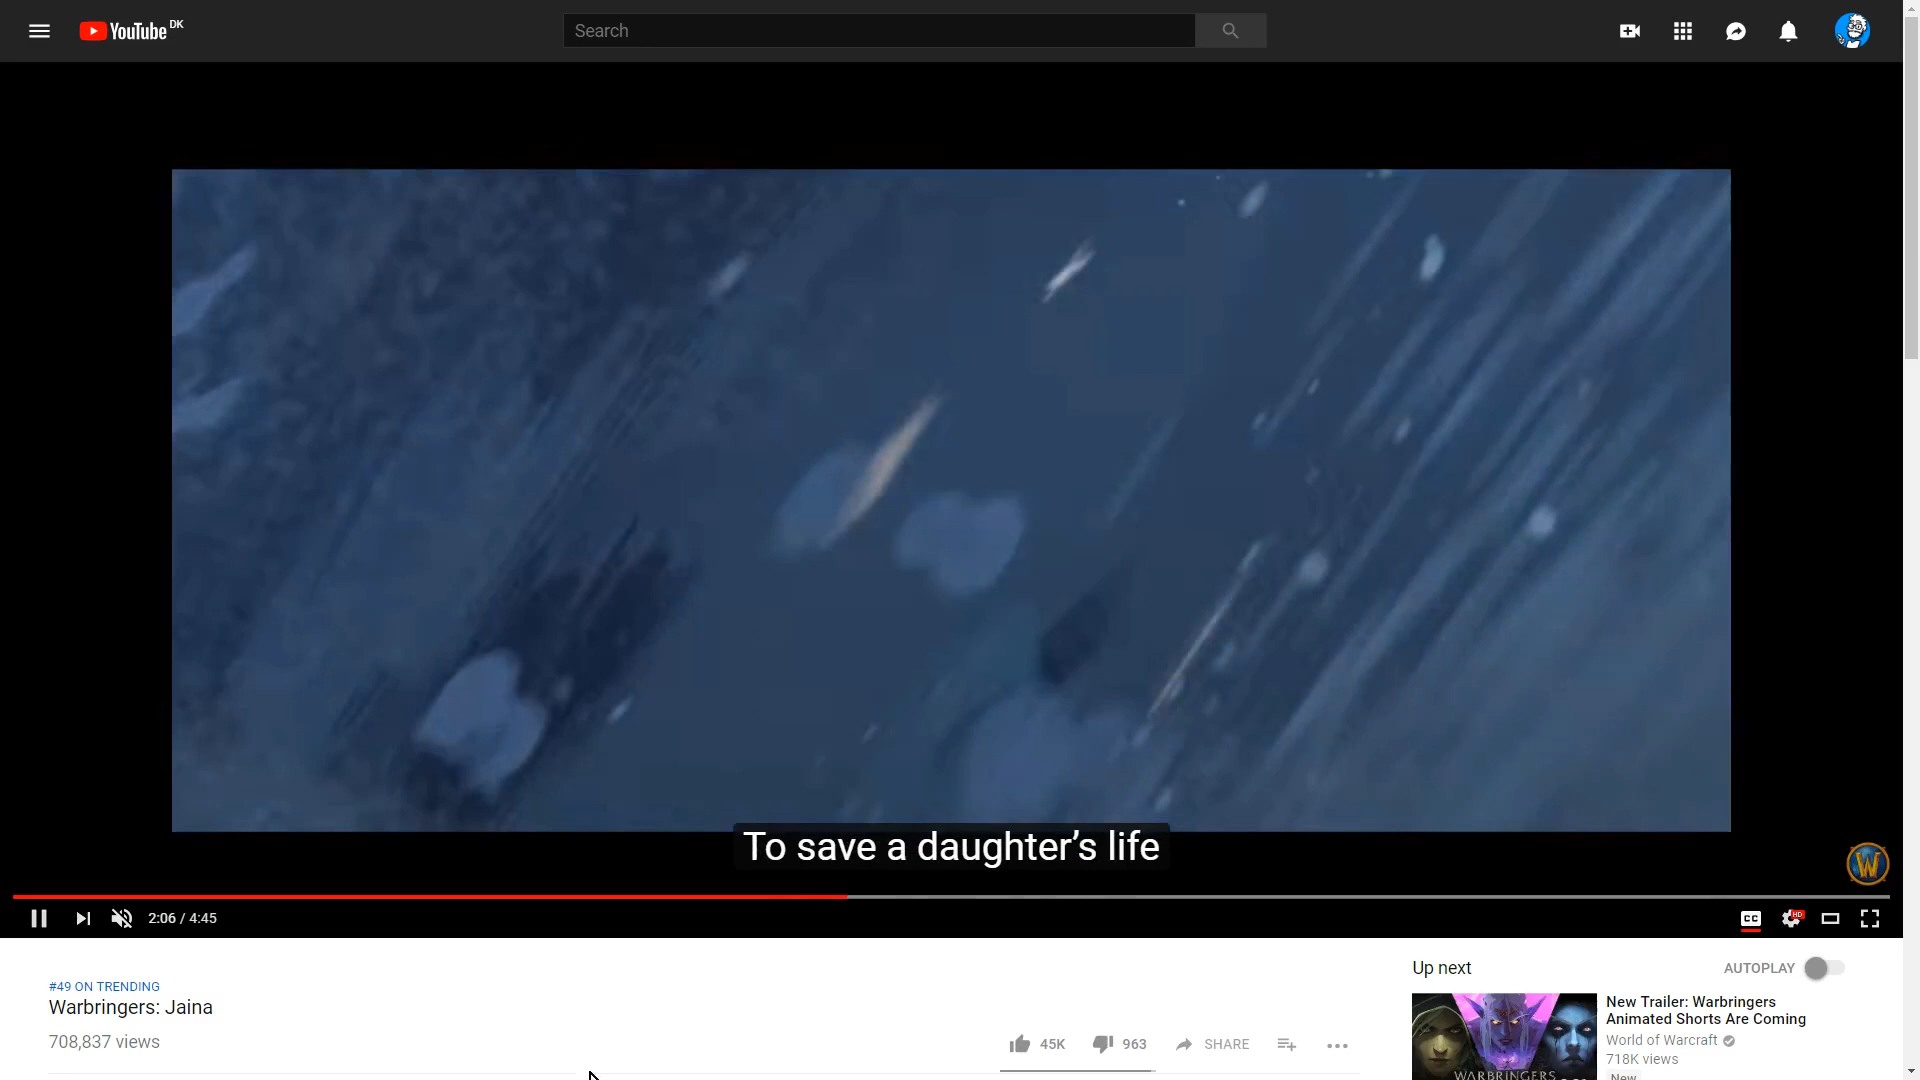 YouTube DK
Search
To save a daughter's life
W
2:06 / 4:45
CC
HD
#49 ON TRENDING
Warbringers: Jaina
708,837 views
45K
963
SHARE
Up next
AUTOPLAY
WARBRINGERS
New Trailer: Warbringers
Animated Shorts Are Coming
World of Warcraft
718K views
New